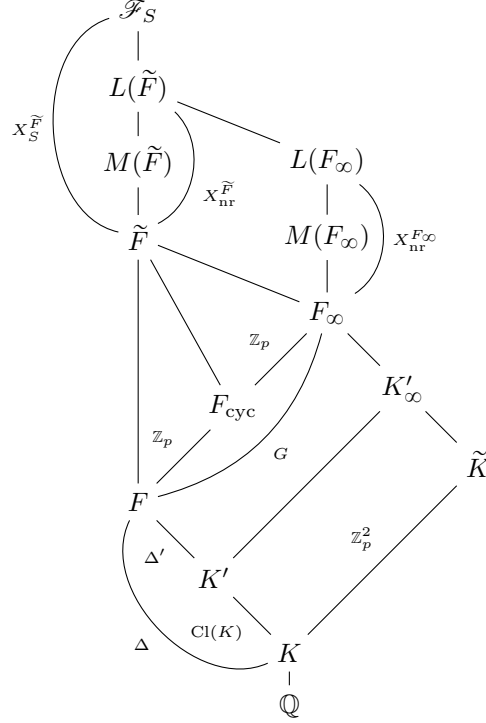 ℱ_S
L(F̃)
X_S^{F̃}
M(F̃)
L(F_∞)
X_nr^{F̃}
F̃
M(F_∞)
X_nr^{F_∞}
F_∞
ℤ_p
K'_∞
F_cyc
ℤ_p
G
K̃
F
ℤ_p^2
Δ'
K'
Cl(K)
Δ
K
ℚ